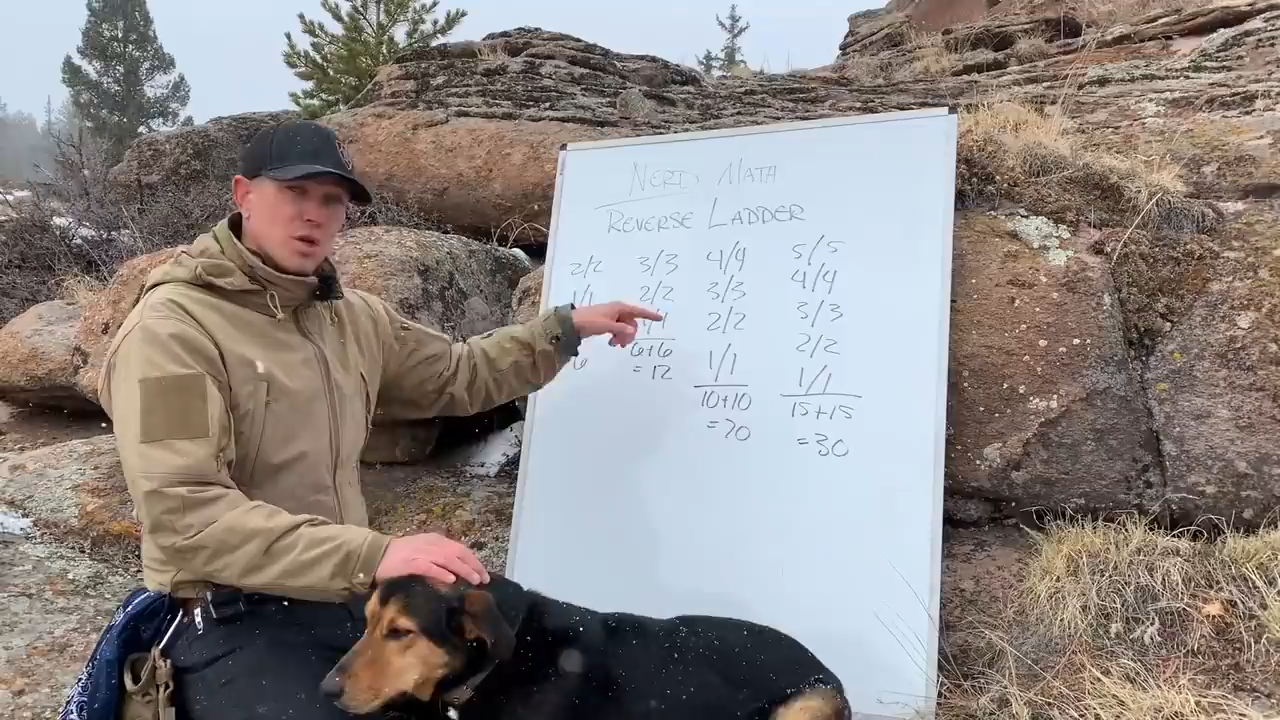 NERD MATH
REVERSE LADDER
2/2 3/3 4/4 5/5
1/1 2/2 3/3 4/4
2/2 3/3
6+6 1/1 2/2
6 = 12 10+10 1/1
=20 15+15
=30